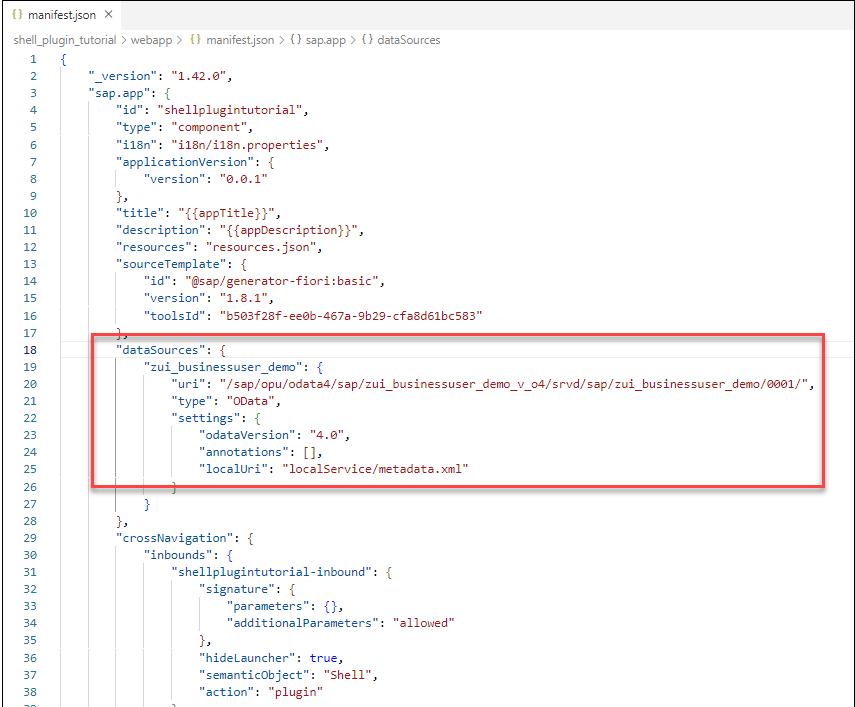 {} manifest.json ×
shell_plugin_tutorial > webapp > {} manifest.json > {} sap.app > {} dataSources
1 {
2 "_version": "1.42.0",
3 "sap.app": {
4 "id": "shellplugintutorial",
5 "type": "component",
6 "i18n": "i18n/i18n.properties",
7 "applicationVersion": {
8 "version": "0.0.1"
9 },
10 "title": "{{appTitle}}",
11 "description": "{{appDescription}}",
12 "resources": "resources.json",
13 "sourceTemplate": {
14 "id": "@sap/generator-fiori:basic",
15 "version": "1.8.1",
16 "toolsId": "b503f28f-ee0b-467a-9b29-cfa8d61bc583"
17 },
18 "dataSources": {
19 "zui_businessuser_demo": {
20 "uri": "/sap/opu/odata4/sap/zui_businessuser_demo_v_o4/srvd/sap/zui_businessuser_demo/0001/",
21 "type": "OData",
22 "settings": {
23 "odataVersion": "4.0",
24 "annotations": [],
25 "localUri": "localService/metadata.xml"
26 }
27 }
28 },
29 "crossNavigation": {
30 "inbounds": {
31 "shellplugintutorial-inbound": {
32 "signature": {
33 "parameters": {},
34 "additionalParameters": "allowed"
35 },
36 "hideLauncher": true,
37 "semanticObject": "Shell",
38 "action": "plugin"